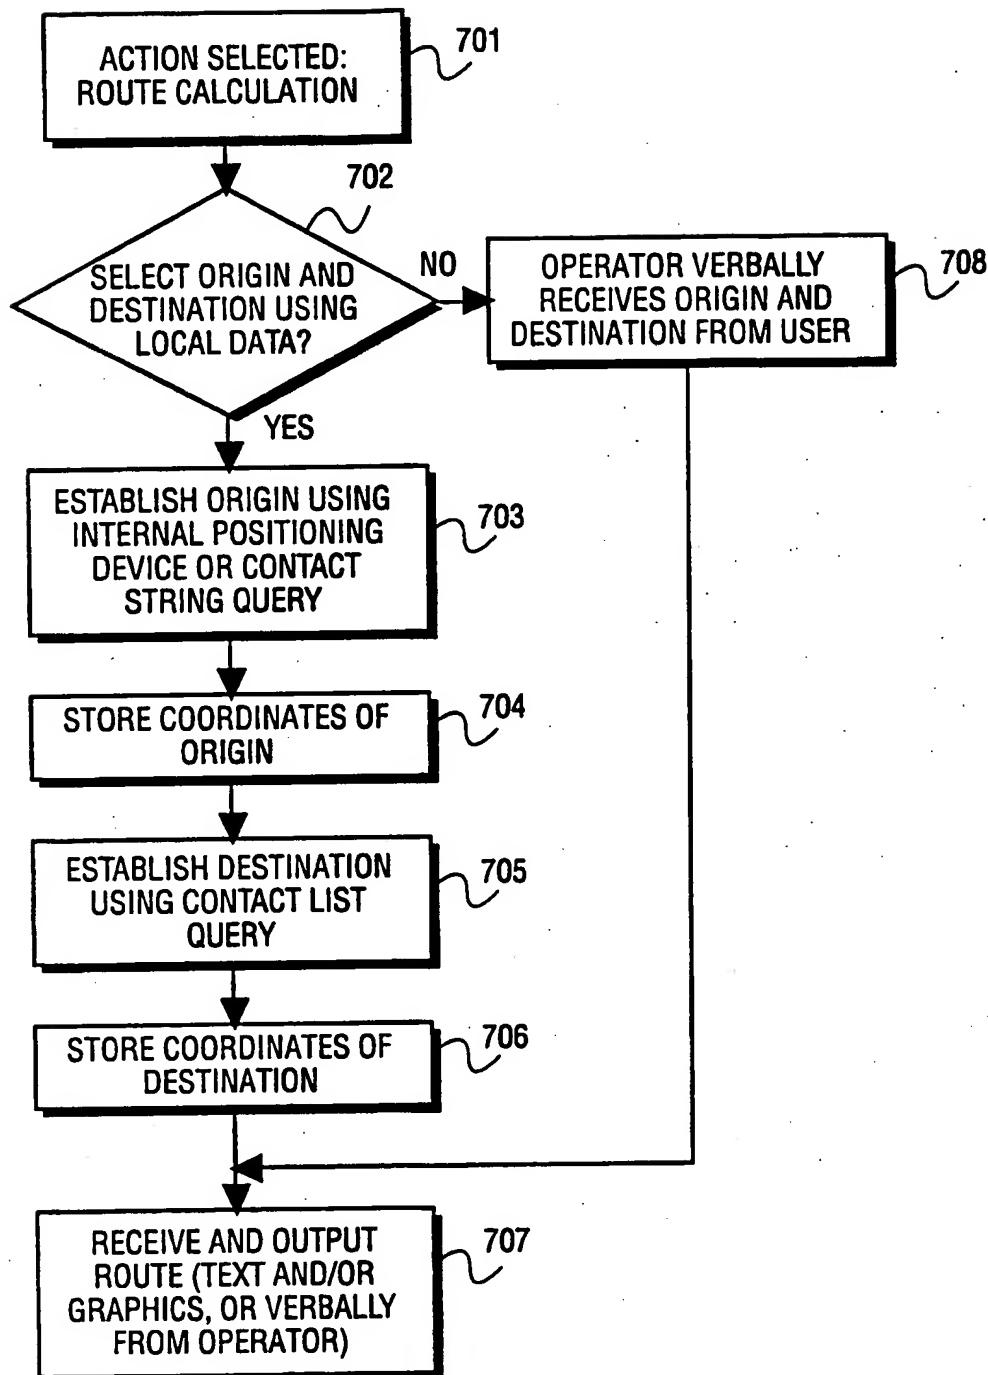 ACTION SELECTED:
ROUTE CALCULATION
701
702
SELECT ORIGIN AND
DESTINATION USING
LOCAL DATA?
NO
OPERATOR VERBALLY
RECEIVES ORIGIN AND
DESTINATION FROM USER
708
YES
ESTABLISH ORIGIN USING
INTERNAL POSITIONING
DEVICE OR CONTACT
STRING QUERY
703
STORE COORDINATES OF
ORIGIN
704
ESTABLISH DESTINATION
USING CONTACT LIST
QUERY
705
STORE COORDINATES OF
DESTINATION
706
RECEIVE AND OUTPUT
ROUTE (TEXT AND/OR
GRAPHICS, OR VERBALLY
FROM OPERATOR)
707